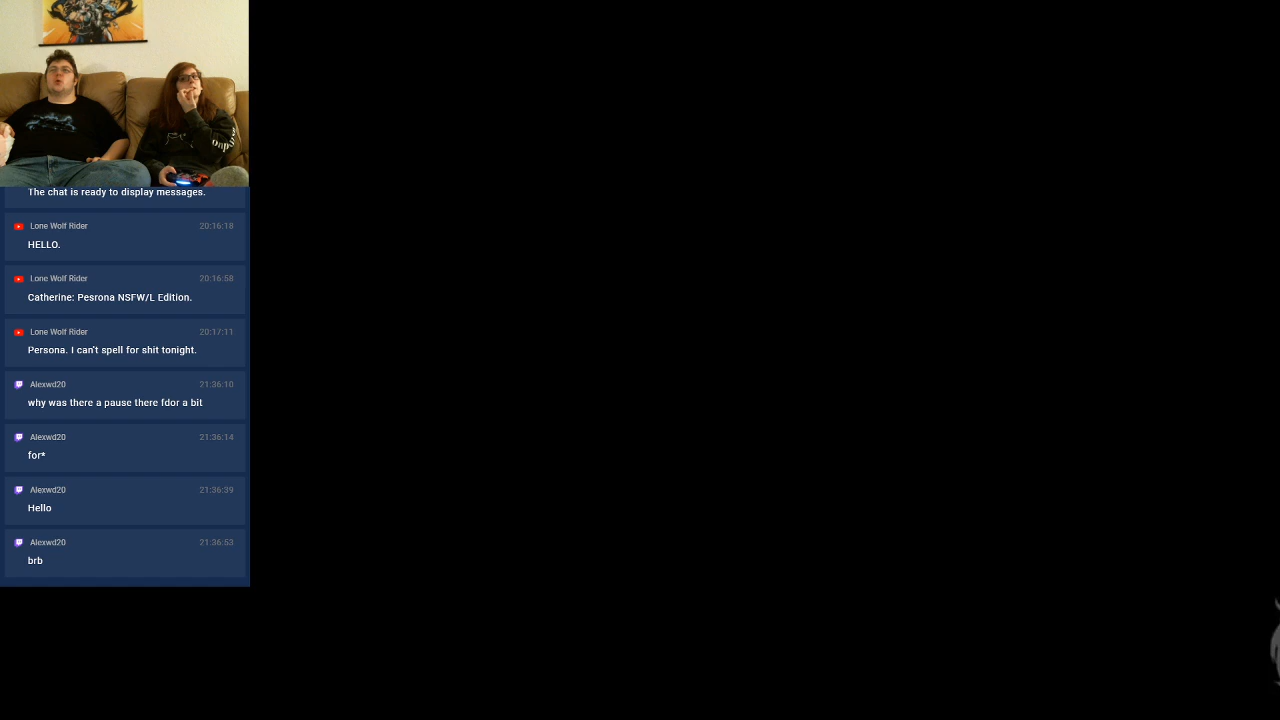 The chat is ready to display messages.
Lone Wolf Rider 20:16:18
HELLO.
Lone Wolf Rider 20:16:58
Catherine: Pesrona NSFW/L Edition.
Lone Wolf Rider 20:17:11
Persona. I can't spell for shit tonight.
Alexwd20 21:36:10
why was there a pause there fdor a bit
Alexwd20 21:36:14
for*
Alexwd20 21:36:39
Hello
Alexwd20 21:36:53
brb